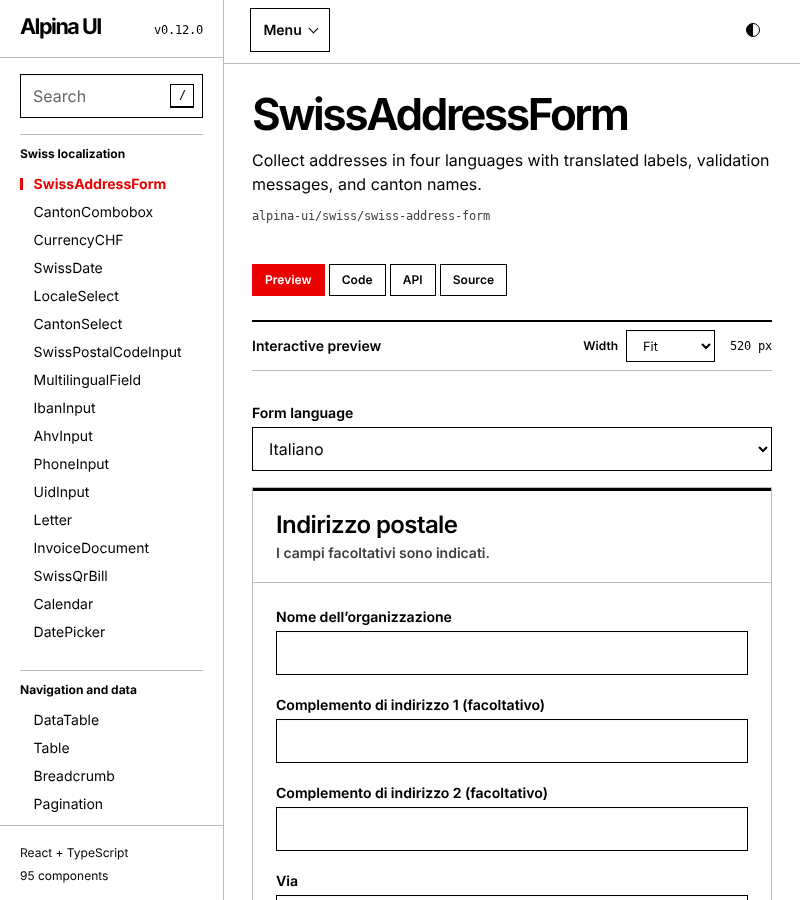 Alpina UI
v0.12.0
Search
/
Swiss localization
SwissAddressForm
CantonCombobox
CurrencyCHF
SwissDate
LocaleSelect
CantonSelect
SwissPostalCodeInput
MultilingualField
IbanInput
AhvInput
PhoneInput
UidInput
Letter
InvoiceDocument
SwissQrBill
Calendar
DatePicker
Navigation and data
DataTable
Table
Breadcrumb
Pagination
React + TypeScript
95 components
Menu
SwissAddressForm
Collect addresses in four languages with translated labels, validation
messages, and canton names.
alpina-ui/swiss/swiss-address-form
Preview
Code
API
Source
Interactive preview
Width
Fit
520 px
Form language
Italiano
Indirizzo postale
I campi facoltativi sono indicati.
Nome dell’organizzazione
Complemento di indirizzo 1 (facoltativo)
Complemento di indirizzo 2 (facoltativo)
Via